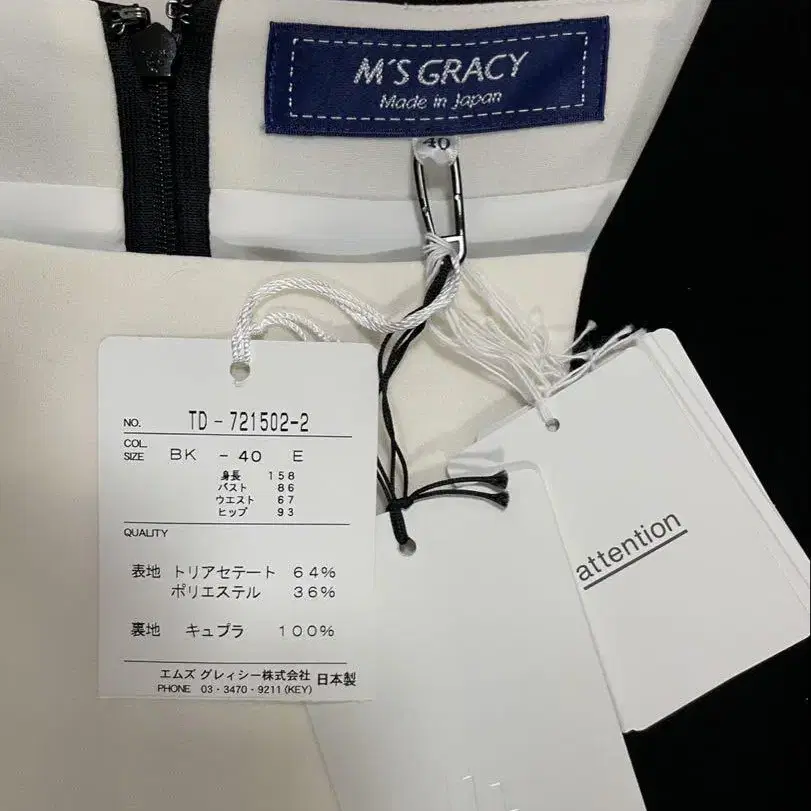 M'S GRACY
Made in Japan
40
NO. TD-721502-2
COL.
SIZE BK - 40 E
身長 158
バスト 86
ウエスト 67
ヒップ 93
QUALITY
表地 トリアセテート 64%
ポリエステル 36%
裏地 キュプラ 100%
エムズ グレィシー株式会社 日本製
PHONE 03・3470・9211(KEY)
attention